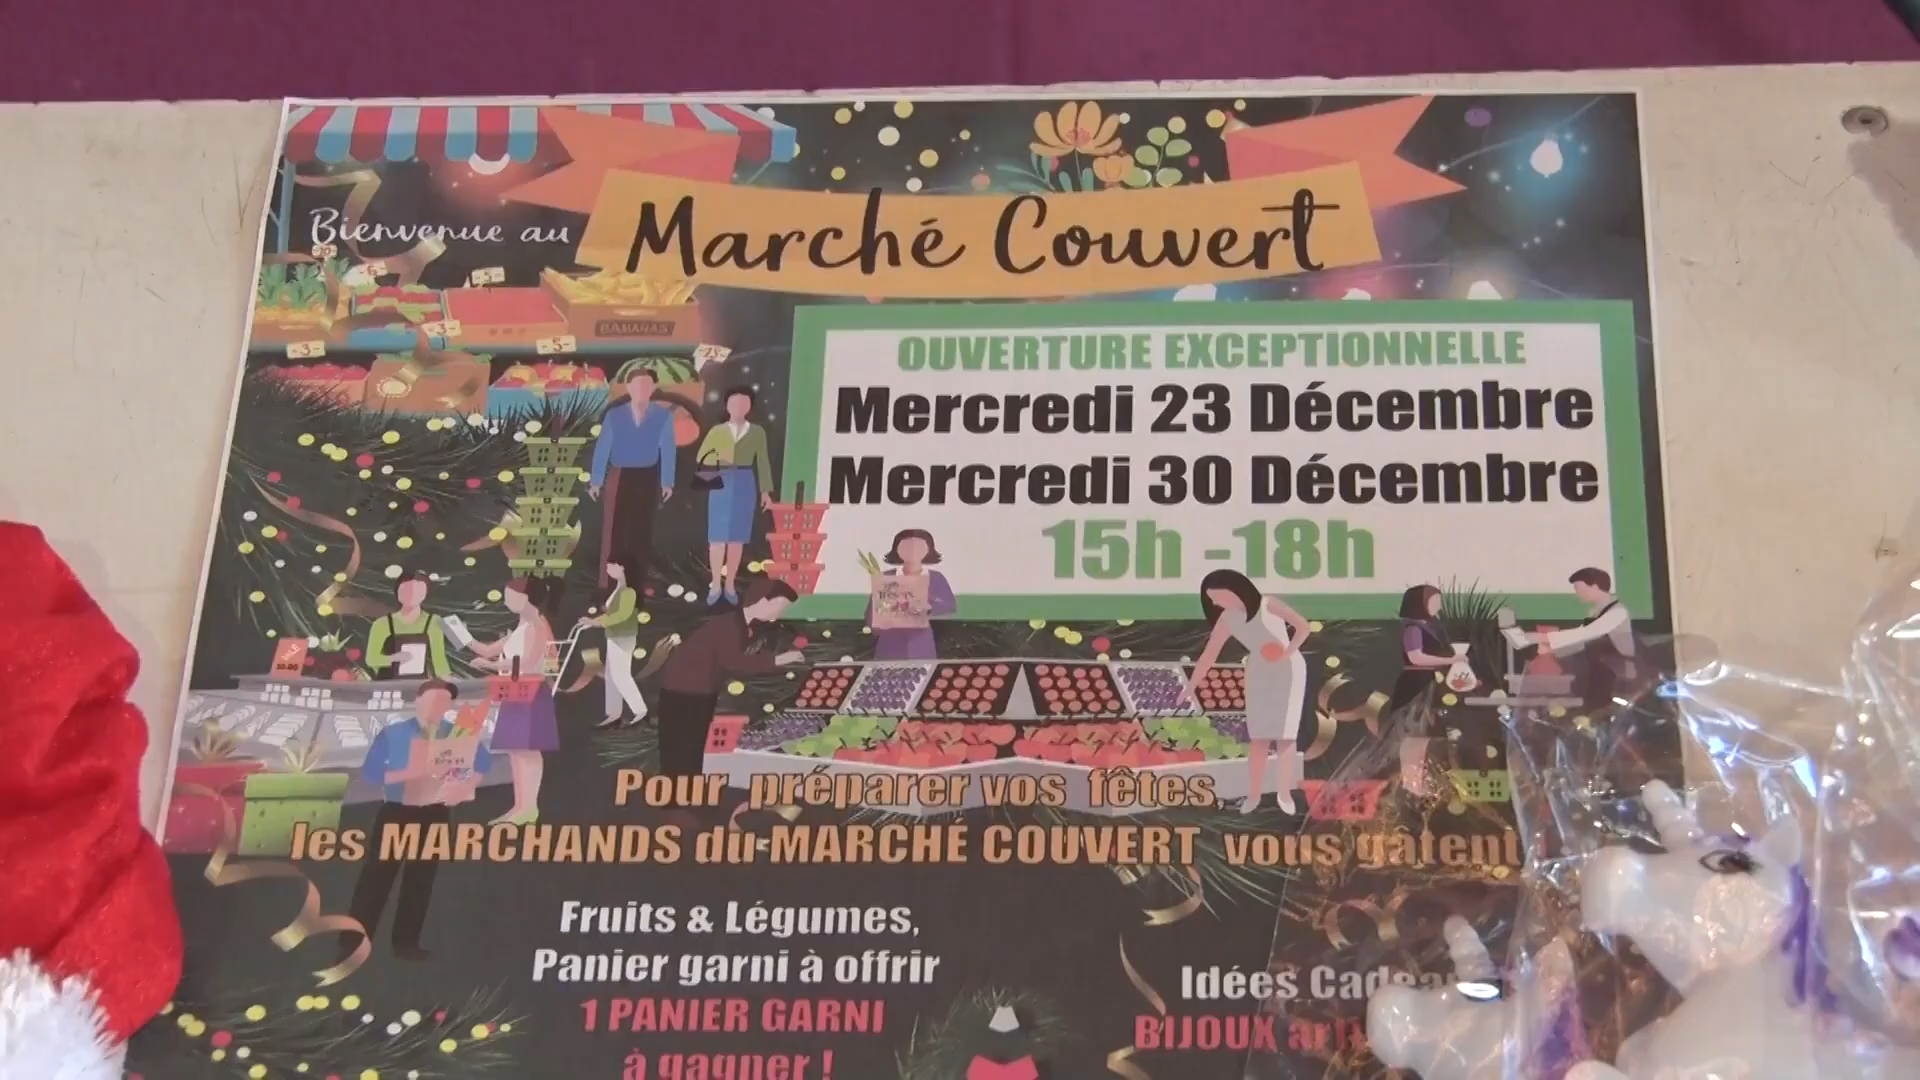 Bienvenue au Marché Couvert
BANANAS
OUVERTURE EXCEPTIONNELLE
Mercredi 23 Décembre
Mercredi 30 Décembre
15h -18h
Pour préparer vos fêtes,
les MARCHANDS du MARCHÉ COUVERT vous gâtent
Fruits & Légumes,
Panier garni à offrir
1 PANIER GARNI
à gagner !
Idées
BIJOUX